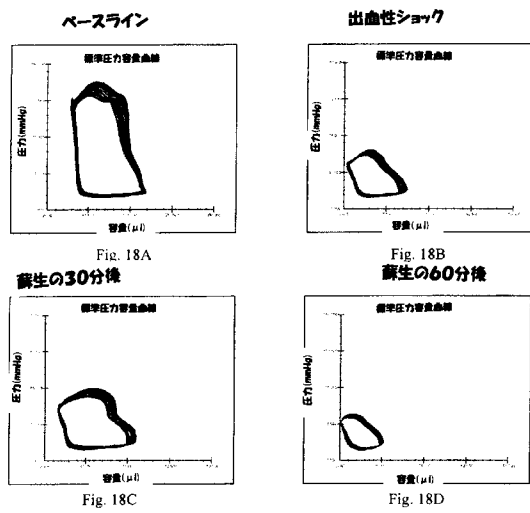 ベースライン
標準圧力容量曲線
圧力(mmHg)
容量(μl)
Fig. 18A
出血性ショック
標準圧力容量曲線
圧力(mmHg)
容量(μl)
Fig. 18B
蘇生の30分後
標準圧力容量曲線
圧力(mmHg)
容量(μl)
Fig. 18C
蘇生の60分後
標準圧力容量曲線
圧力(mmHg)
容量(μl)
Fig. 18D